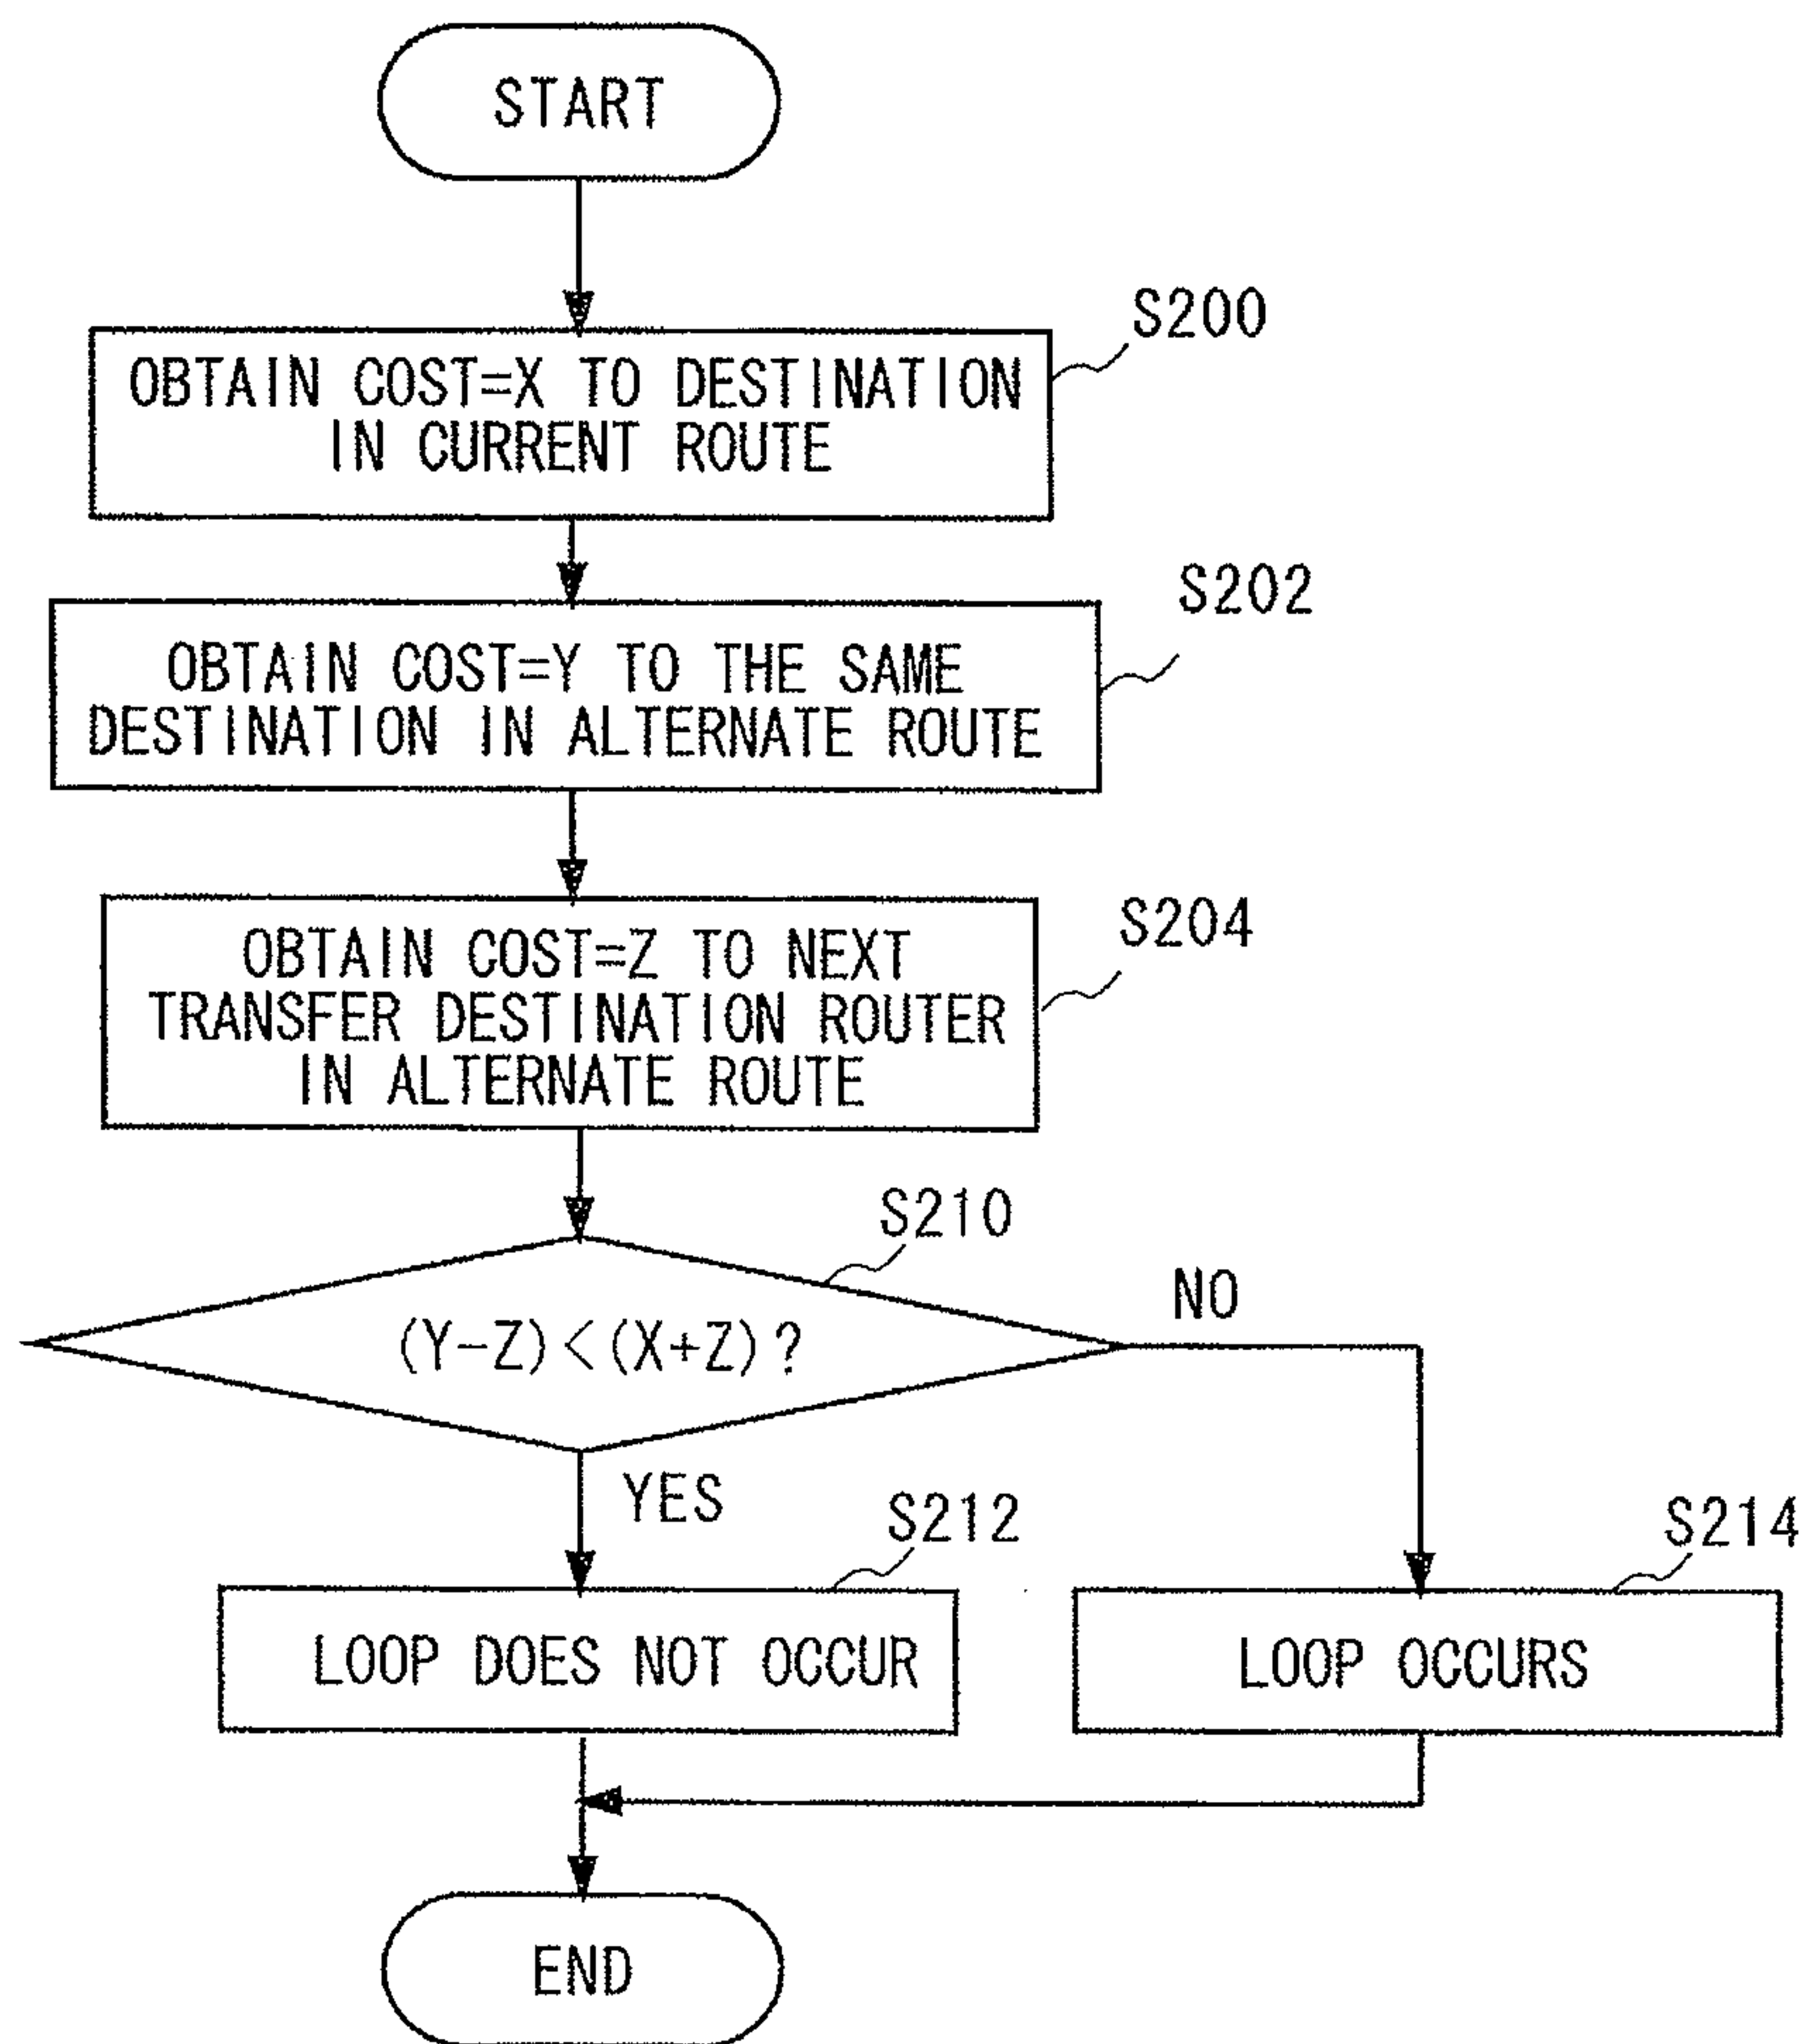 START
S200
OBTAIN COST=X TO DESTINATION
IN CURRENT ROUTE
S202
OBTAIN COST=Y TO THE SAME
DESTINATION IN ALTERNATE ROUTE
S204
OBTAIN COST=Z TO NEXT
TRANSFER DESTINATION ROUTER
IN ALTERNATE ROUTE
S210
NO
(Y-Z)<(X+Z)?
YES
S212
S214
LOOP DOES NOT OCCUR
LOOP OCCURS
END